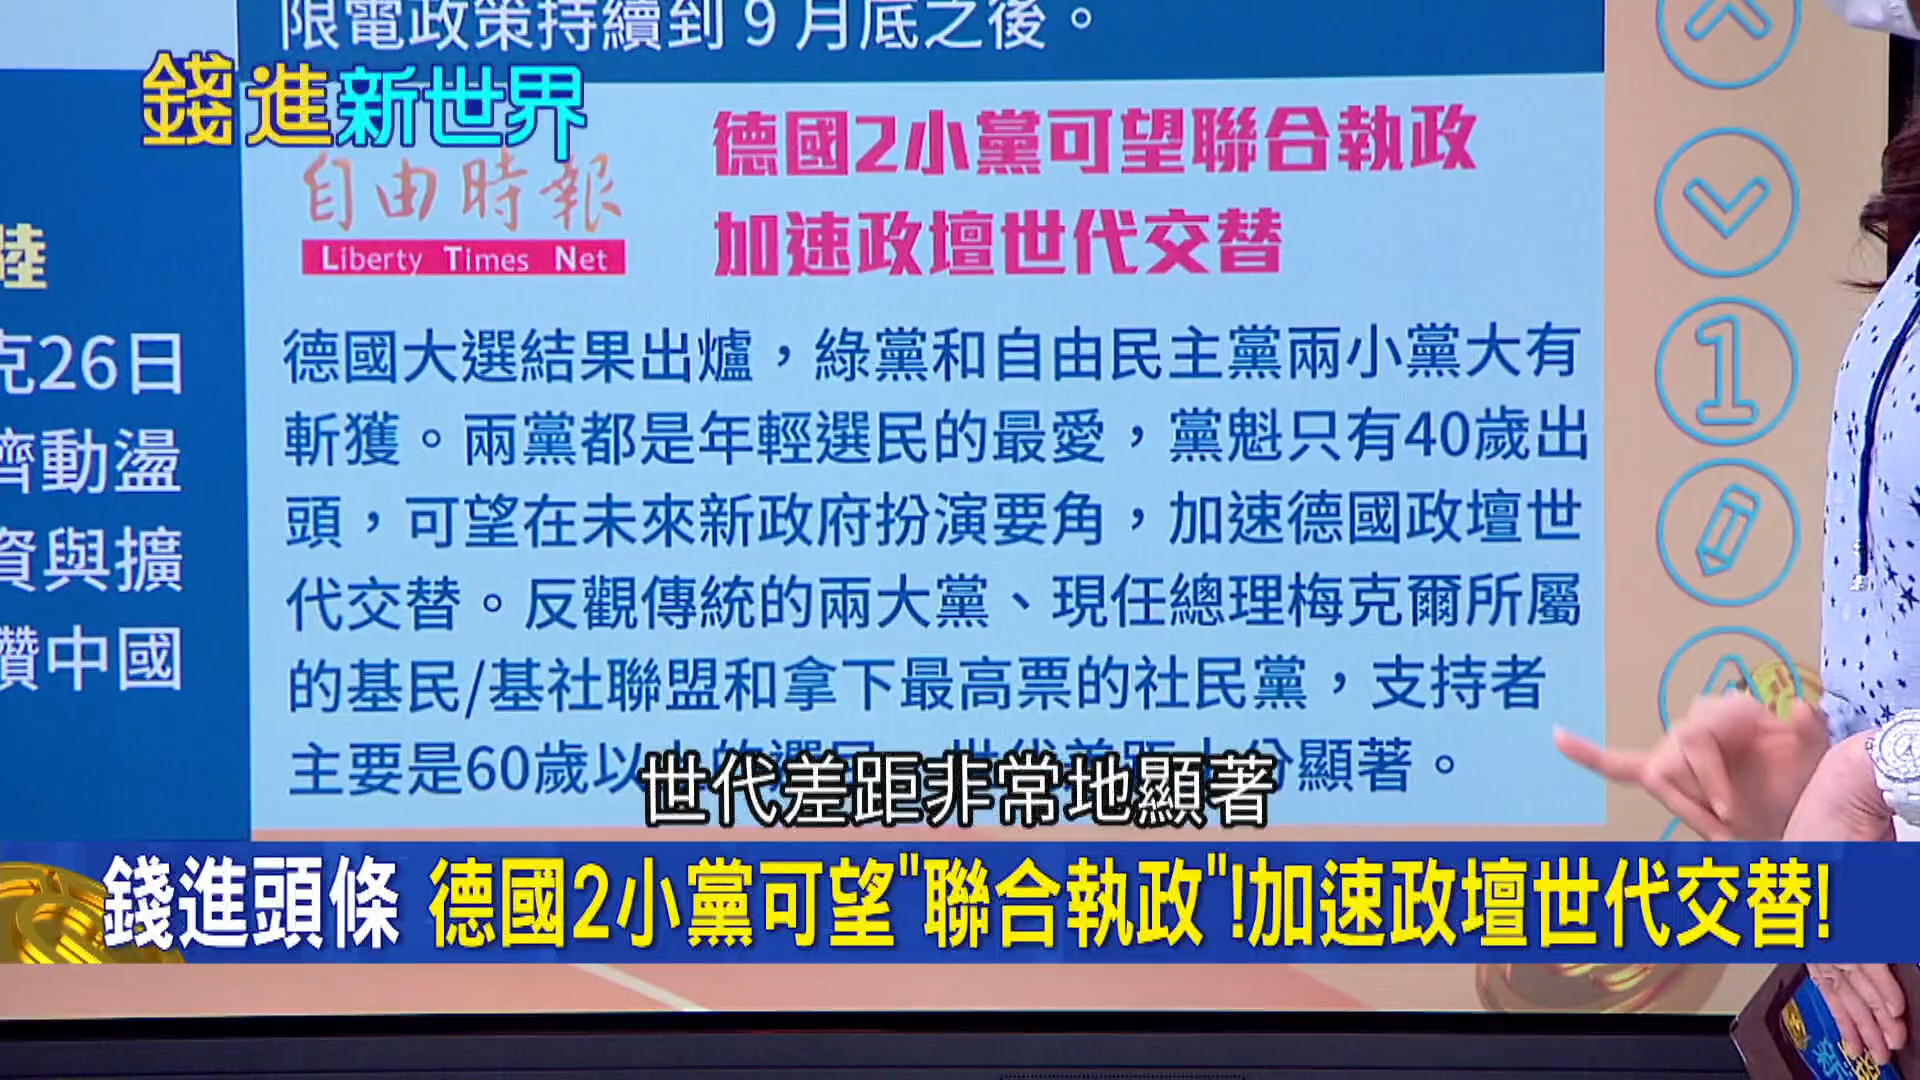 限電政策持續到9月底之後。
錢進新世界
自由時報
Liberty Times Net
德國2小黨可望聯合執政
加速政壇世代交替
陸
克26日
濟動盪
資與擴
鑽中國
德國大選結果出爐，綠黨和自由民主黨兩小黨大有
斬獲。兩黨都是年輕選民的最愛，黨魁只有40歲出
頭，可望在未來新政府扮演要角，加速德國政壇世
代交替。反觀傳統的兩大黨、現任總理梅克爾所屬
的基民/基社聯盟和拿下最高票的社民黨，支持者
主要是60歲以 分顯著。
1
世代差距非常地顯著
錢進頭條 德國2小黨可望"聯合執政"!加速政壇世代交替!